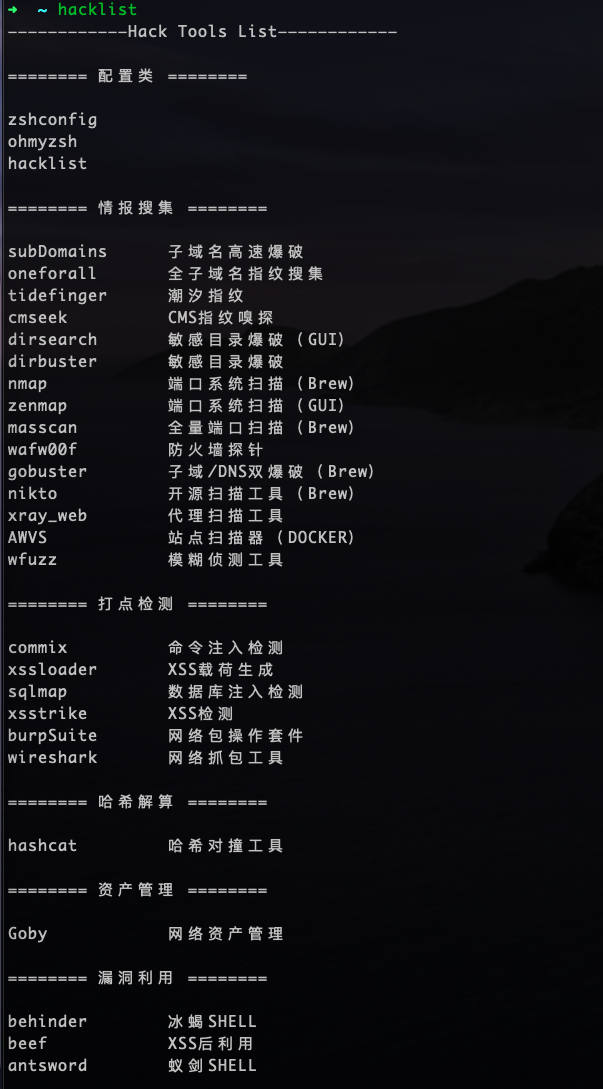 ➜ ~ hacklist
------------Hack Tools List------------
======== 配置类 ========
zshconfig
ohmyzsh
hacklist
======== 情报搜集 ========
subDomains 子域名高速爆破
oneforall 全子域名指纹搜集
tidefinger 潮汐指纹
cmseek CMS指纹嗅探
dirsearch 敏感目录爆破 (GUI)
dirbuster 敏感目录爆破
nmap 端口系统扫描 (Brew)
zenmap 端口系统扫描 (GUI)
masscan 全量端口扫描 (Brew)
wafw00f 防火墙探针
gobuster 子域/DNS双爆破 (Brew)
nikto 开源扫描工具 (Brew)
xray_web 代理扫描工具
AWVS 站点扫描器 (DOCKER)
wfuzz 模糊侦测工具
======== 打点检测 ========
commix 命令注入检测
xssloader XSS载荷生成
sqlmap 数据库注入检测
xsstrike XSS检测
burpSuite 网络包操作套件
wireshark 网络抓包工具
======== 哈希解算 ========
hashcat 哈希对撞工具
======== 资产管理 ========
Goby 网络资产管理
======== 漏洞利用 ========
behinder 冰蝎SHELL
beef XSS后利用
antsword 蚁剑SHELL